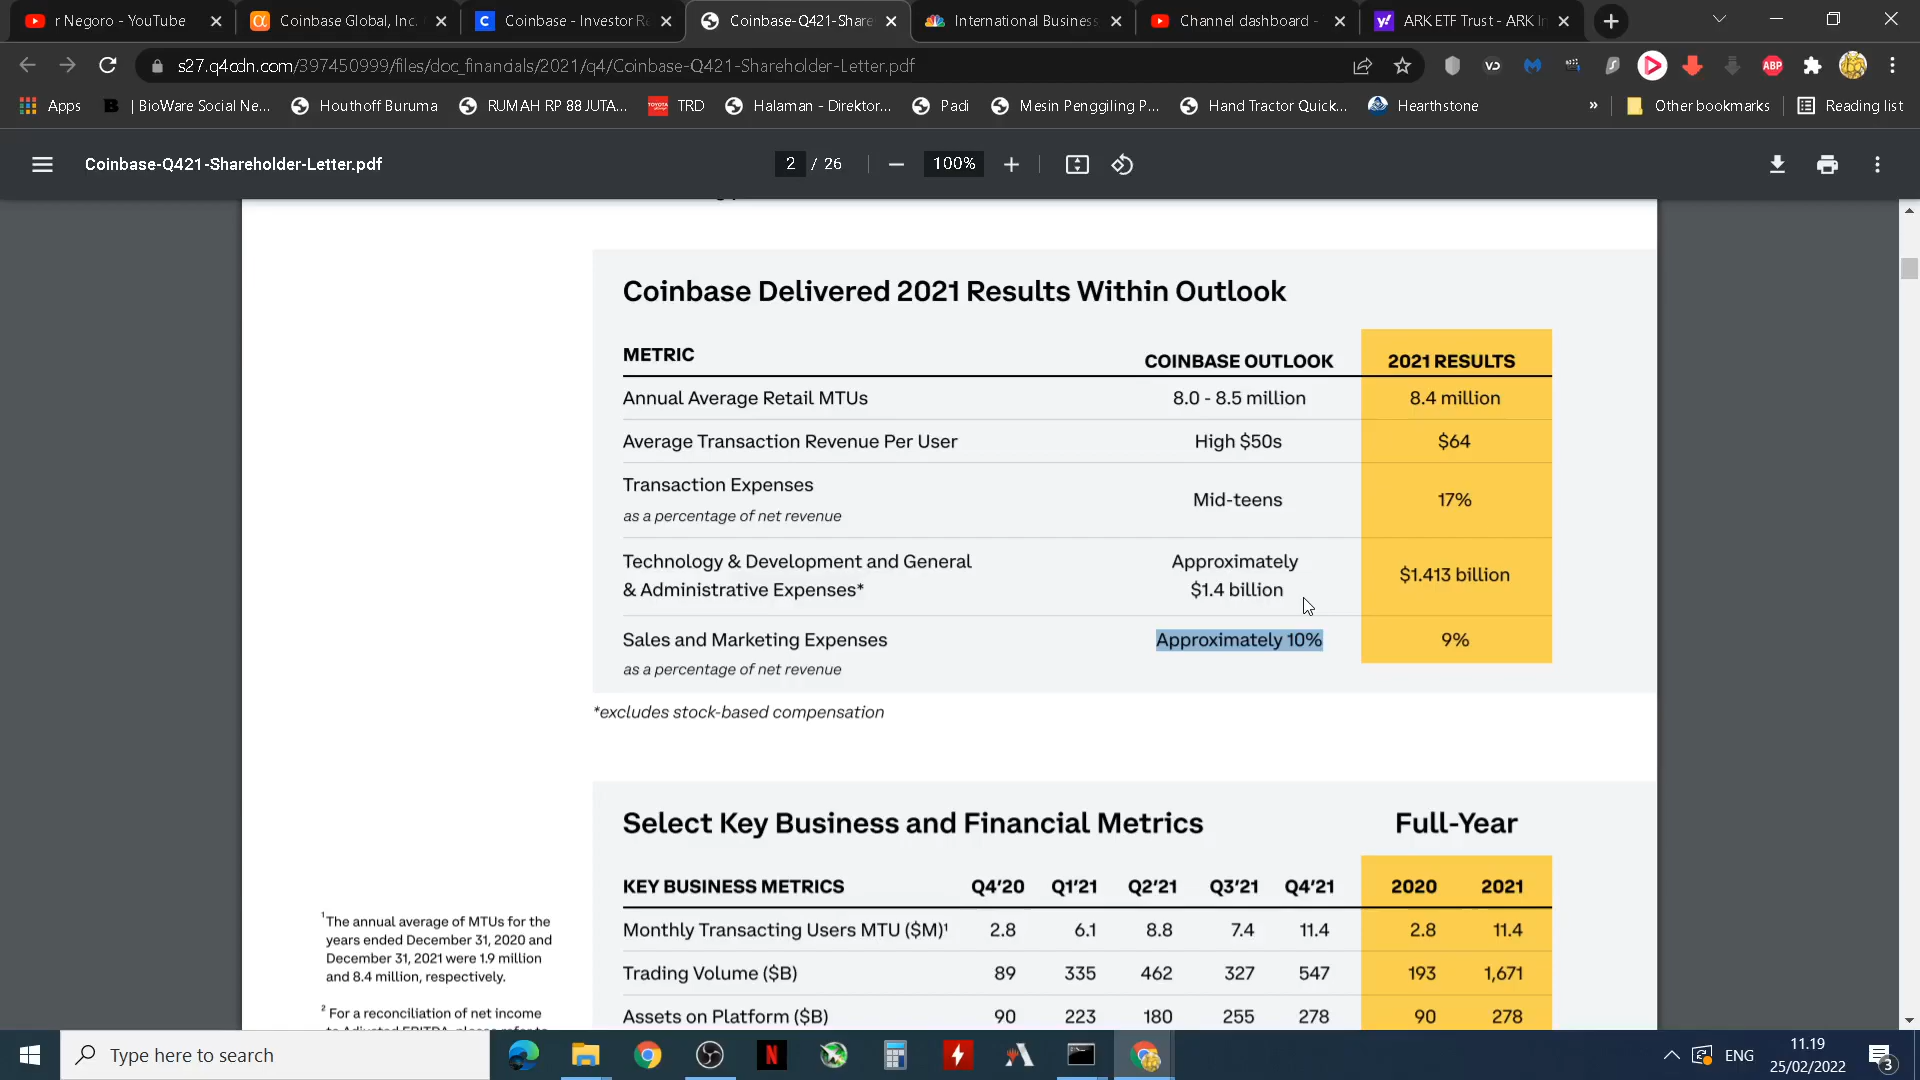 r Negoro - YouTube
Coinbase Global, Inc.
Coinbase - Investor Re
Coinbase-Q421-Share
International Business
Channel dashboard -
ARK ETF Trust - ARK In
s27.q4cdn.com/397450999/files/doc_financials/2021/q4/Coinbase-Q421-Shareholder-Letter.pdf
Apps
| BioWare Social Ne...
Houthoff Buruma
RUMAH RP 88 JUTA...
TRD
Halaman - Direktor...
Padi
Mesin Penggiling P...
Hand Tractor Quick...
Hearthstone
»
Other bookmarks
Reading list
Coinbase-Q421-Shareholder-Letter.pdf
2 / 26
100%
Coinbase Delivered 2021 Results Within Outlook
METRIC COINBASE OUTLOOK 2021 RESULTS
Annual Average Retail MTUs 8.0 - 8.5 million 8.4 million
Average Transaction Revenue Per User High $50s $64
Transaction Expenses
as a percentage of net revenue
Mid-teens 17%
Technology & Development and General
& Administrative Expenses*
Approximately
$1.4 billion
$1.413 billion
Sales and Marketing Expenses Approximately 10% 9%
as a percentage of net revenue
*excludes stock-based compensation
Select Key Business and Financial Metrics Full-Year
KEY BUSINESS METRICS Q4'20 Q1'21 Q2'21 Q3'21 Q4'21 2020 2021
Monthly Transacting Users MTU ($M)¹ 2.8 6.1 8.8 7.4 11.4 2.8 11.4
Trading Volume ($B) 89 335 462 327 547 193 1,671
Assets on Platform ($B) 90 223 180 255 278 90 278
¹The annual average of MTUs for the
years ended December 31, 2020 and
December 31, 2021 were 1.9 million
and 8.4 million, respectively.
² For a reconciliation of net income
Type here to search
ENG
11.19
25/02/2022
3